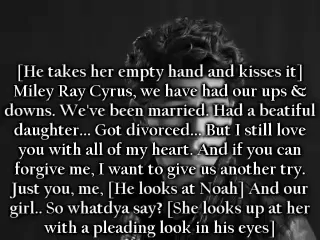 [He takes her empty hand and kisses it]
Miley Ray Cyrus, we have had our ups &
downs. We've been married. Had a beatiful
daughter... Got divorced... But I still love
you with all of my heart. And if you can
forgive me, I want to give us another try.
Just you, me, [He looks at Noah] And our
girl.. So whatdya say? [She looks up at her
with a pleading look in his eyes]